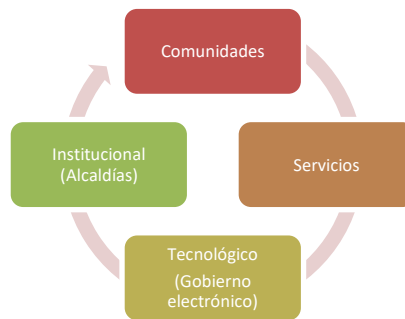 Comunidades
Institucional
(Alcaldías)
Servicios
Tecnológico
(Gobierno
electrónico)